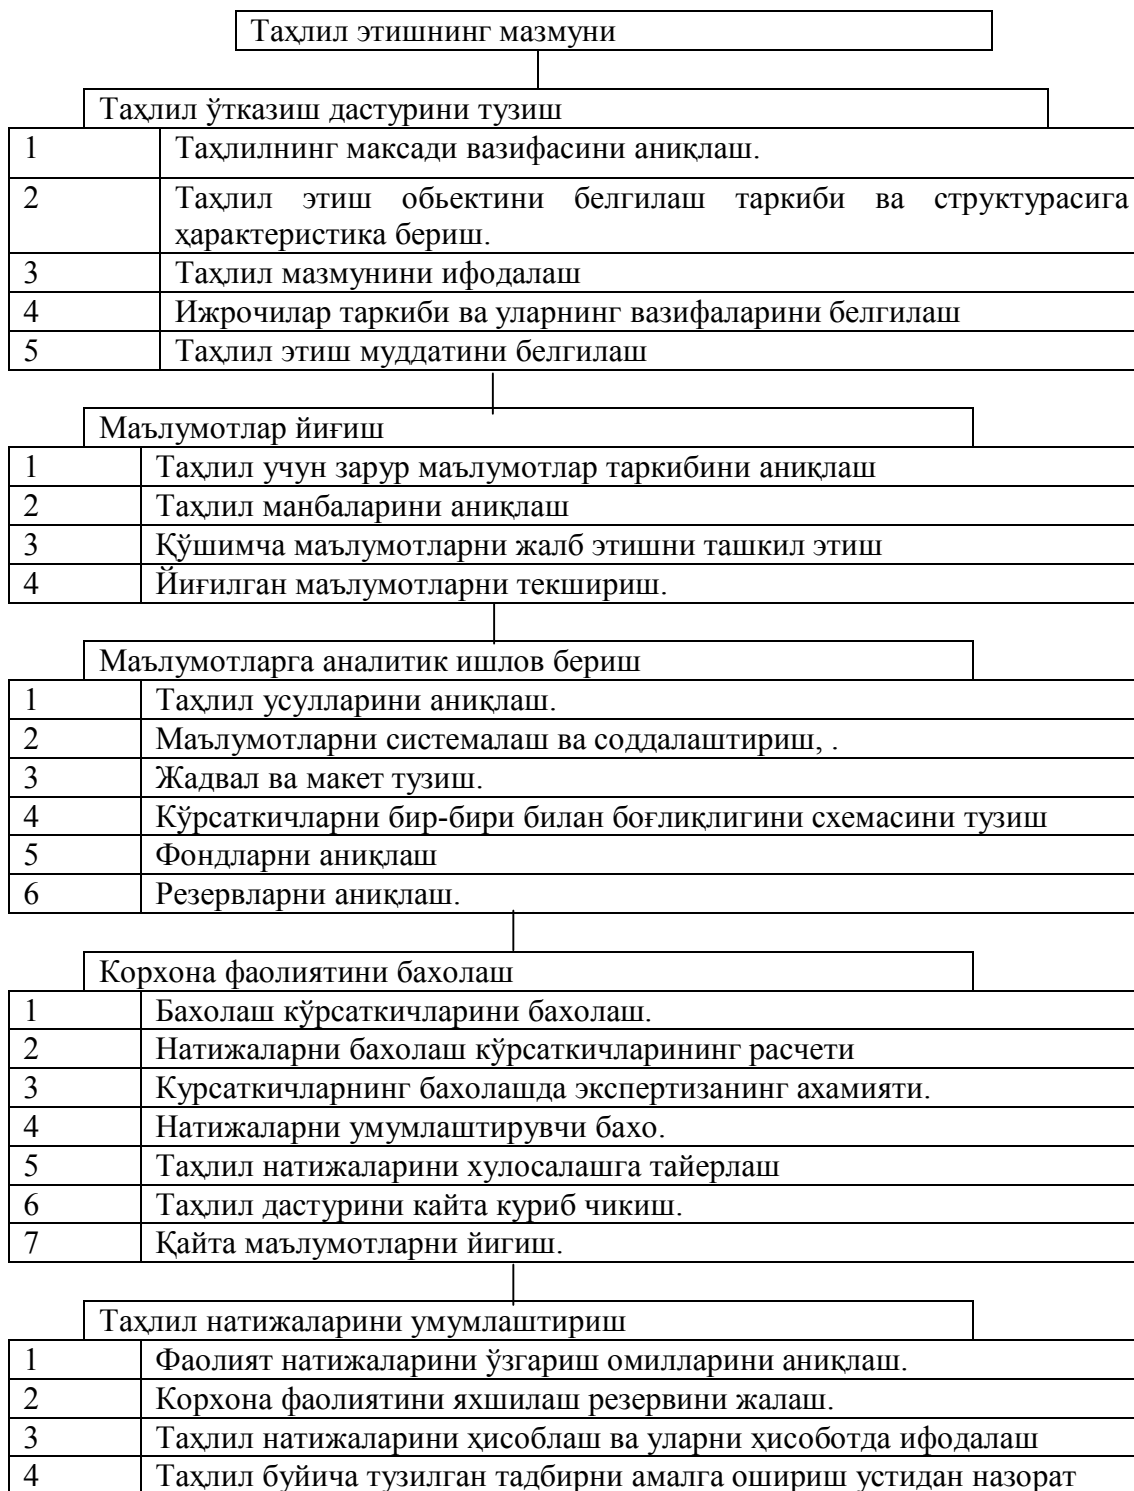 Таҳлил этишнинг мазмуни
Таҳлил ўтказиш дастурини тузиш
1 Таҳлилнинг максади вазифасини аниқлаш.
2 Таҳлил этиш обьектини белгилаш таркиби ва структурасига
ҳарактеристика бериш.
3 Таҳлил мазмунини ифодалаш
4 Ижрочилар таркиби ва уларнинг вазифаларини белгилаш
5 Таҳлил этиш муддатини белгилаш
Маълумотлар йиғиш
1 Таҳлил учун зарур маълумотлар таркибини аниқлаш
2 Таҳлил манбаларини аниқлаш
3 Қўшимча маълумотларни жалб этишни ташкил этиш
4 Йиғилган маълумотларни текшириш.
Маълумотларга аналитик ишлов бериш
1 Таҳлил усулларини аниқлаш.
2 Маълумотларни системалаш ва соддалаштириш, .
3 Жадвал ва макет тузиш.
4 Кўрсаткичларни бир-бири билан боғлиқлигини схемасини тузиш
5 Фондларни аниқлаш
6 Резервларни аниқлаш.
Корхона фаолиятини бахолаш
1 Бахолаш кўрсаткичларини бахолаш.
2 Натижаларни бахолаш кўрсаткичларининг расчети
3 Курсаткичларнинг бахолашда экспертизанинг ахамияти.
4 Натижаларни умумлаштирувчи бахо.
5 Таҳлил натижаларини хулосалашга тайерлаш
6 Таҳлил дастурини кайта куриб чикиш.
7 Қайта маълумотларни йигиш.
Таҳлил натижаларини умумлаштириш
1 Фаолият натижаларини ўзгариш омилларини аниқлаш.
2 Корхона фаолиятини яхшилаш резервини жалаш.
3 Таҳлил натижаларини ҳисоблаш ва уларни ҳисоботда ифодалаш
4 Таҳлил буйича тузилган тадбирни амалга ошириш устидан назорат